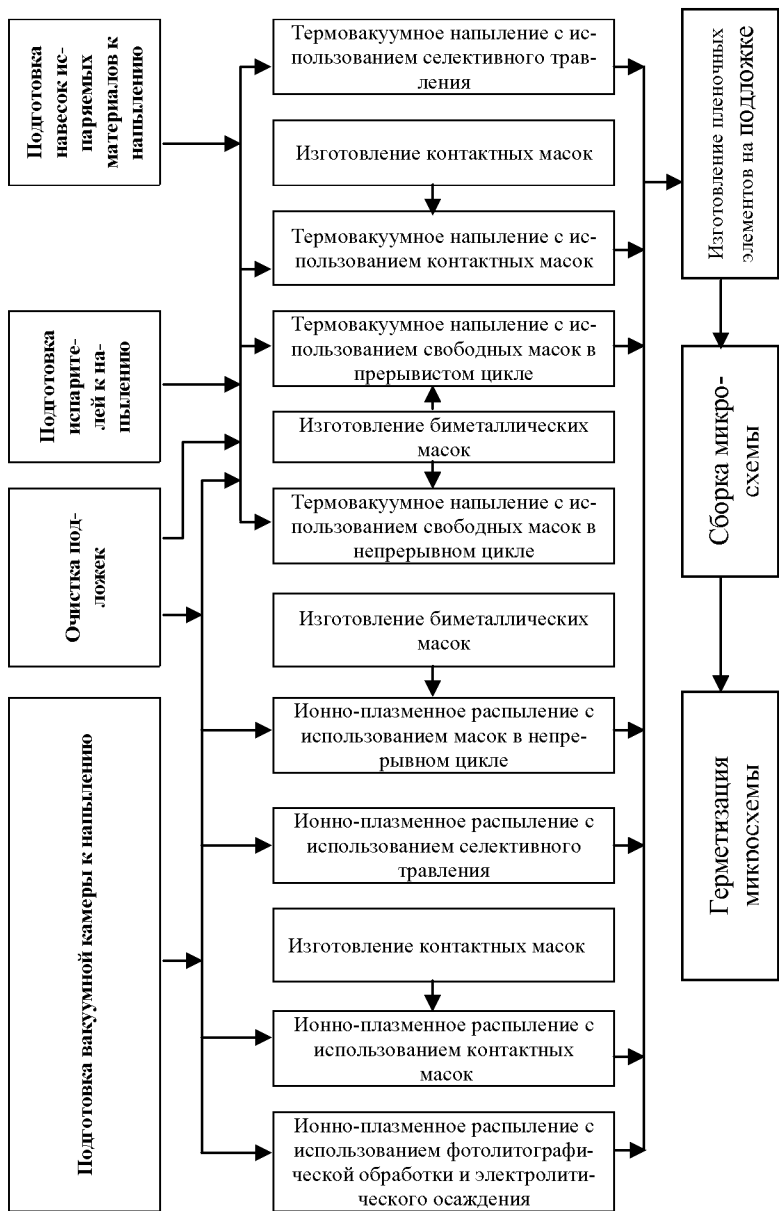 Подготовка
навесок ис-
паряемых
материалов к
напылению
Подготовка
испарите-
лей к на-
пылению
Очистка под-
ложек
Подготовка вакуумной камеры к напылению
Термовакуумное напыление с ис-
пользованием селективного трав-
ления
Изготовление контактных масок
Термовакуумное напыление с ис-
пользованием контактных масок
Термовакуумное напыление с ис-
пользованием свободных масок в
прерывистом цикле
Изготовление биметаллических
масок
Термовакуумное напыление с ис-
пользованием свободных масок в
непрерывном цикле
Изготовление биметаллических
масок
Ионно-плазменное распыление с
использованием масок в непре-
рывном цикле
Ионно-плазменное распыление с
использованием селективного
травления
Изготовление контактных масок
Ионно-плазменное распыление с
использованием контактных
масок
Ионно-плазменное распыление с
использованием фотолитографи-
ческой обработки и электролити-
ческого осаждения
Изготовление пленочных
элементов на подложке
Сборка микро-
схемы
Герметизация
микросхемы